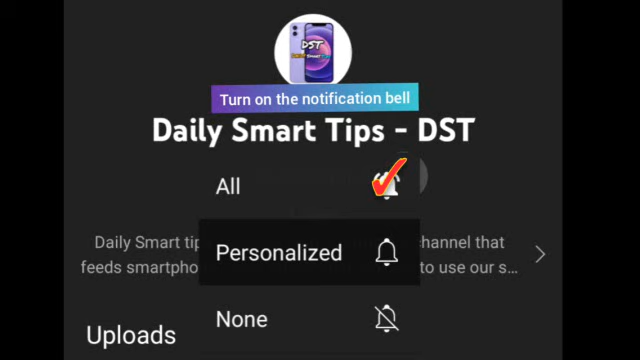 DST
Turn on the notification bell
Daily Smart Tips - DST
All
Daily Smart tip
channel that
Personalized
feeds smartpho
to use our s...
None
Uploads